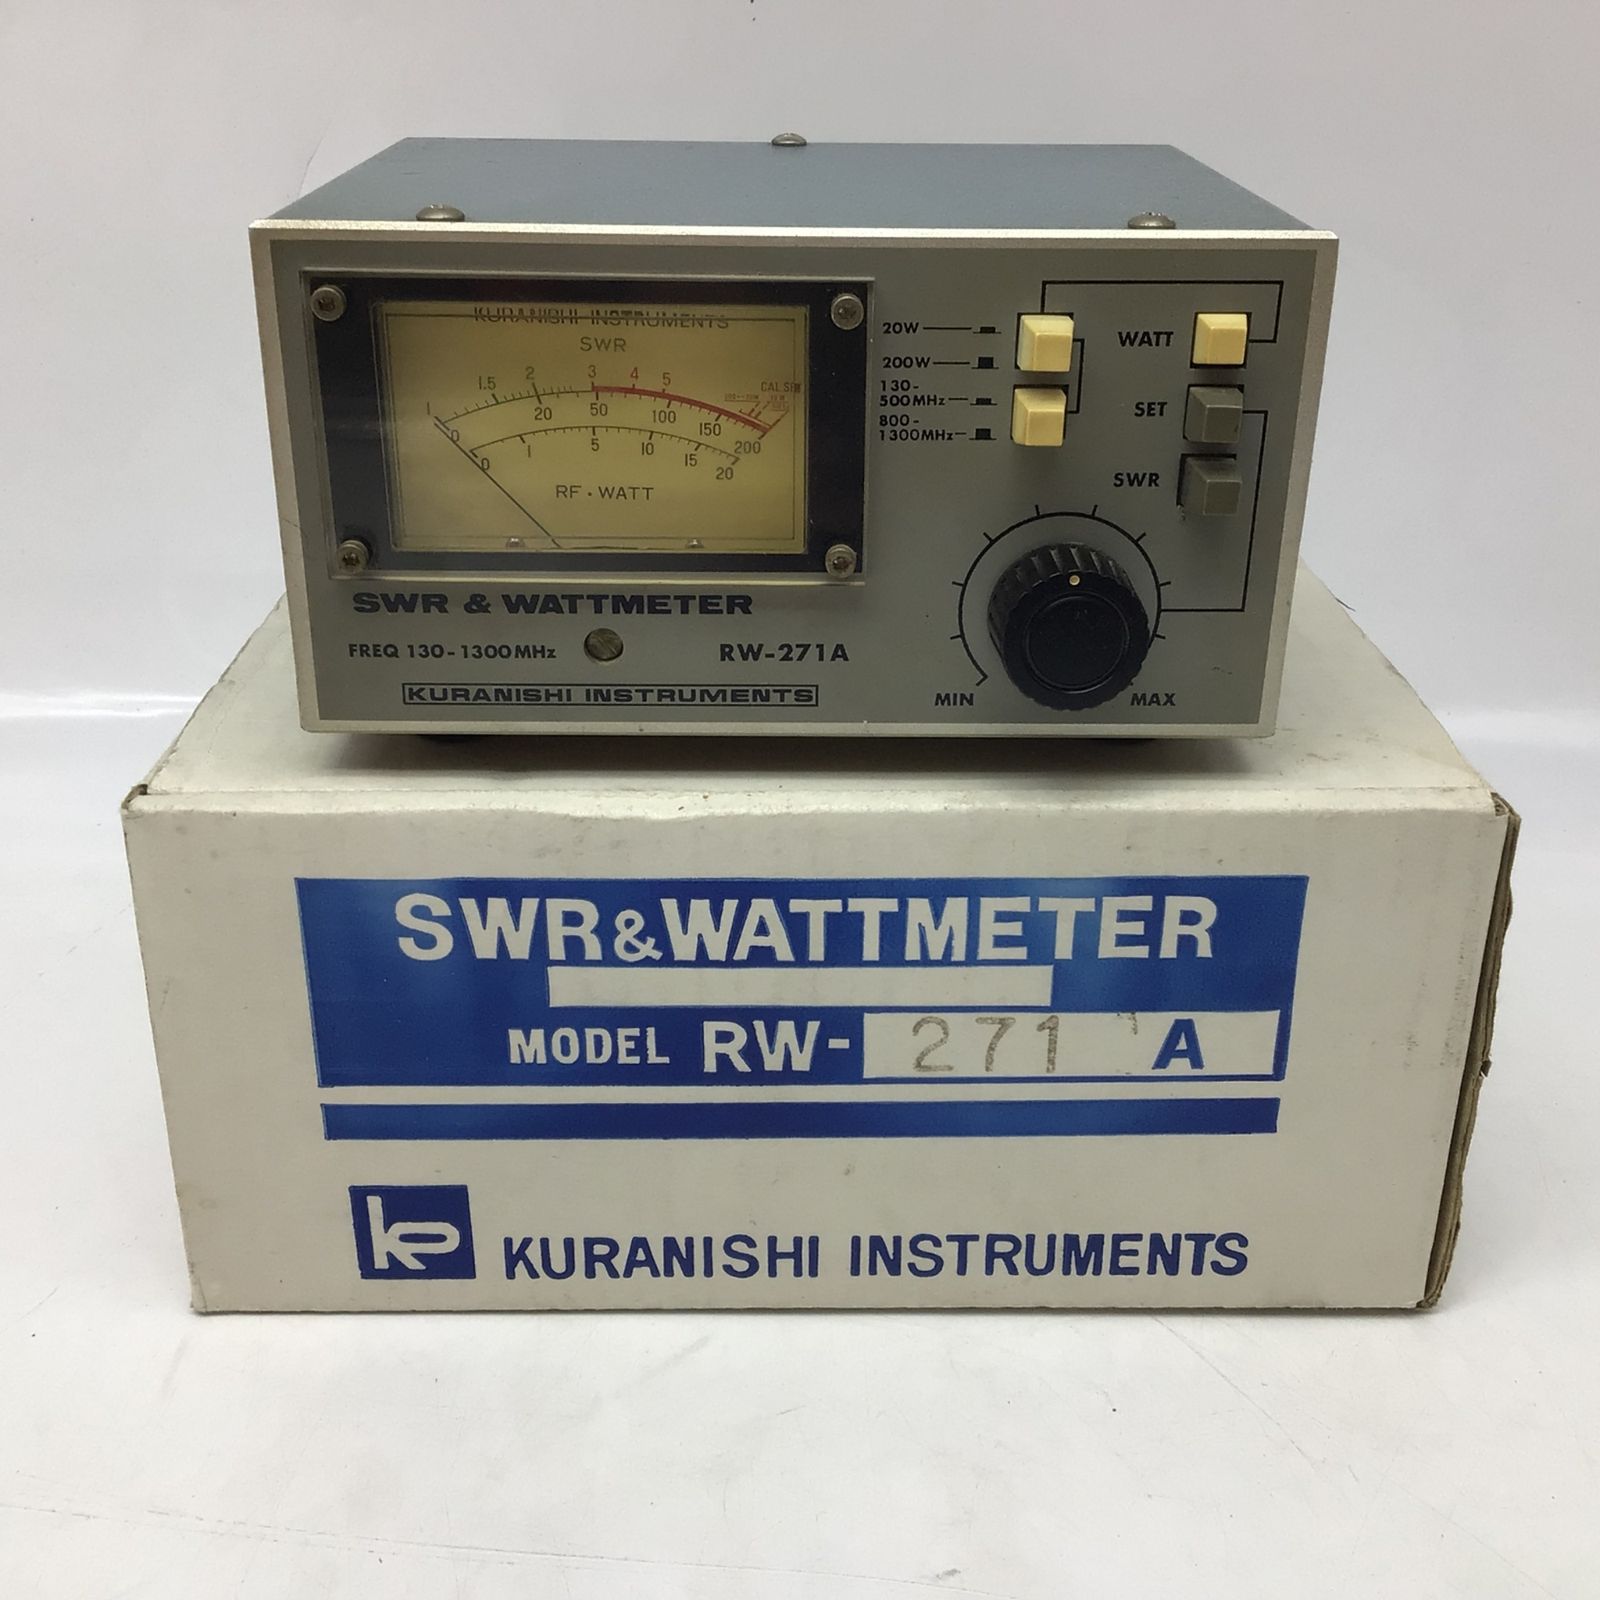 KURANISHI INSTRUMENTS
SWR
1 1.5 2 3 4 5 CAL SET
0 20 50 100 150 200
0 1 5 10 15 20
RF · WATT
20W
200W
130-
500MHz
800-
1300MHz
WATT
SET
SWR
MIN MAX
SWR & WATTMETER
FREQ 130-1300MHz RW-271A
KURANISHI INSTRUMENTS
SWR&WATTMETER
MODEL RW-271A
KURANISHI INSTRUMENTS